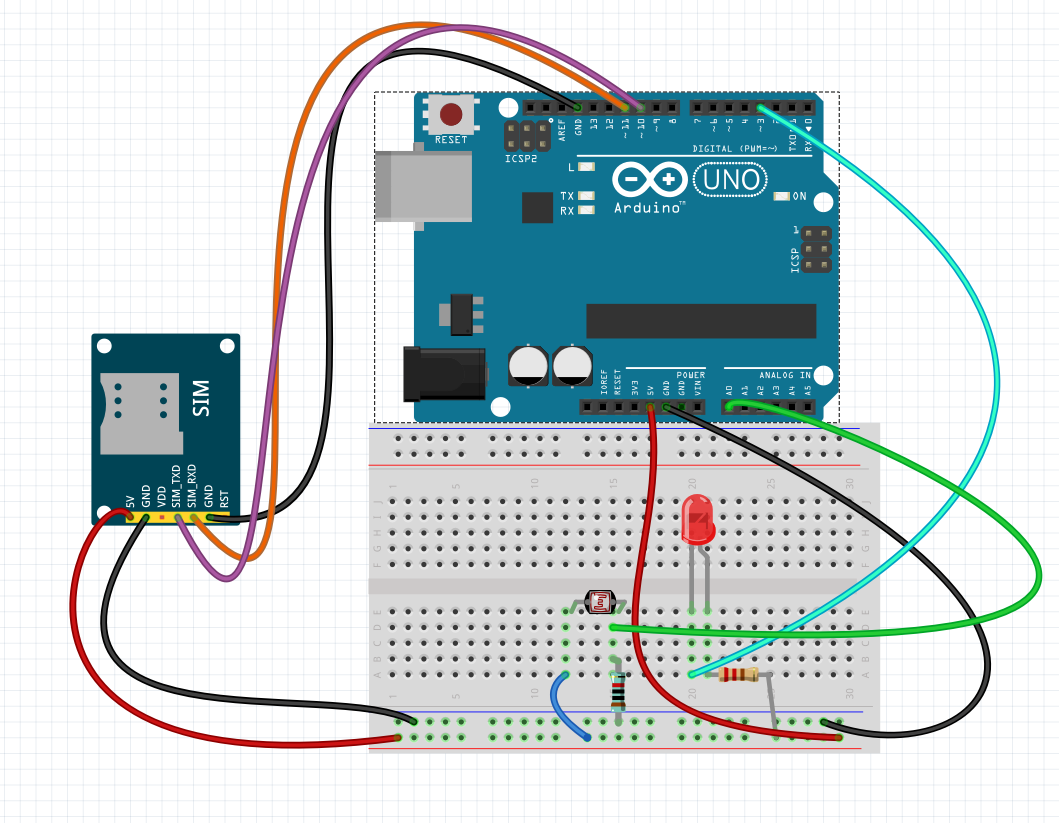 RESET
ICSP2
AREF
GND
13
12
~11
~10
~9
8
7
~6
~5
4
~3
2
TX▶1
RX◀0
DIGITAL (PWM=~)
L
TX
RX
UNO
Arduino™
ON
1
ICSP
IOREF
RESET
3V3
5V
GND
GND
VIN
POWER
A0
A1
A2
A3
A4
A5
ANALOG IN
SIM
5V
GND
VDD
SIM_TXD
SIM_RXD
GND
RST
1
5
10
15
20
25
30
J
I
H
G
F
E
D
C
B
A
1
5
10
20
30